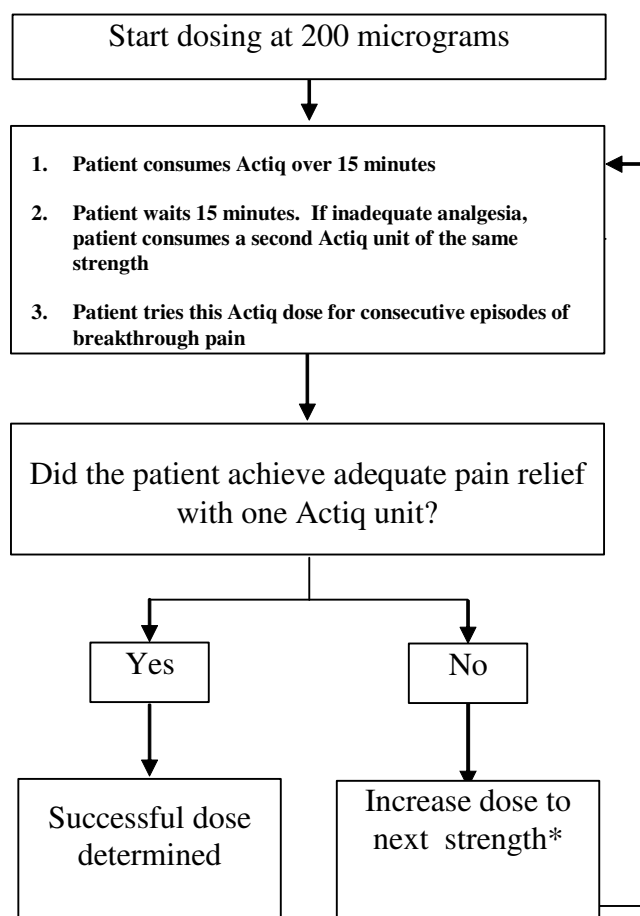 Start dosing at 200 micrograms
1. Patient consumes Actiq over 15 minutes
2. Patient waits 15 minutes. If inadequate analgesia,
patient consumes a second Actiq unit of the same
strength
3. Patient tries this Actiq dose for consecutive episodes of
breakthrough pain
Did the patient achieve adequate pain relief
with one Actiq unit?
Yes
No
Successful dose
determined
Increase dose to
next strength*